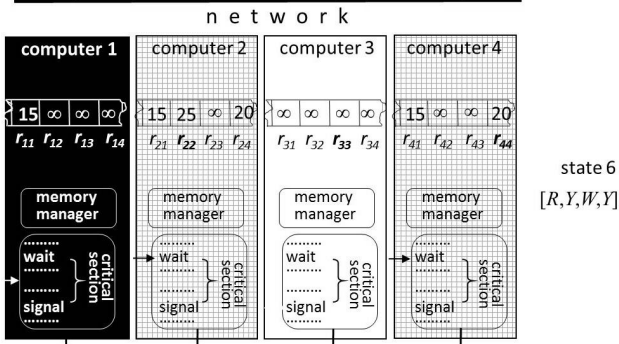 network
computer 1
computer 2
computer 3
computer 4
15 ∞ ∞ ∞
15 25 ∞ 20
∞ ∞ ∞ ∞
15 ∞ ∞ 20
r11 r12 r13 r14
r21 r22 r23 r24
r31 r32 r33 r34
r41 r42 r43 r44
state 6
[R,Y,W,Y]
memory
manager
memory
manager
memory
manager
memory
manager
.........
wait
.........
.........
signal
.........
critical
section
.........
wait
.........
.........
signal
.........
critical
section
.........
wait
.........
.........
signal
.........
critical
section
.........
wait
.........
.........
signal
.........
critical
section